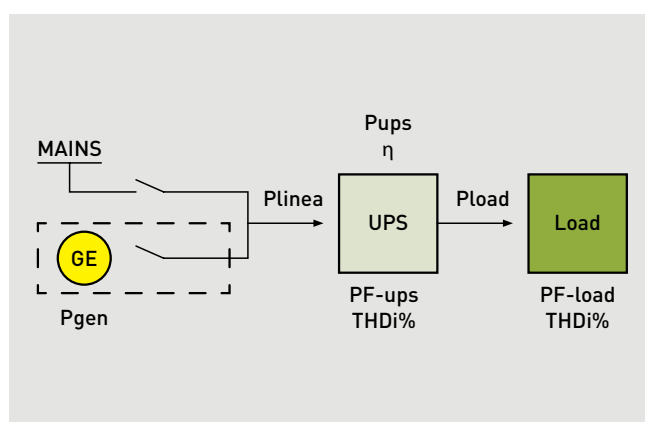 Pups
η
MAINS
Plinea
UPS
Pload
Load
GE
Pgen
PF-ups
THDi%
PF-load
THDi%